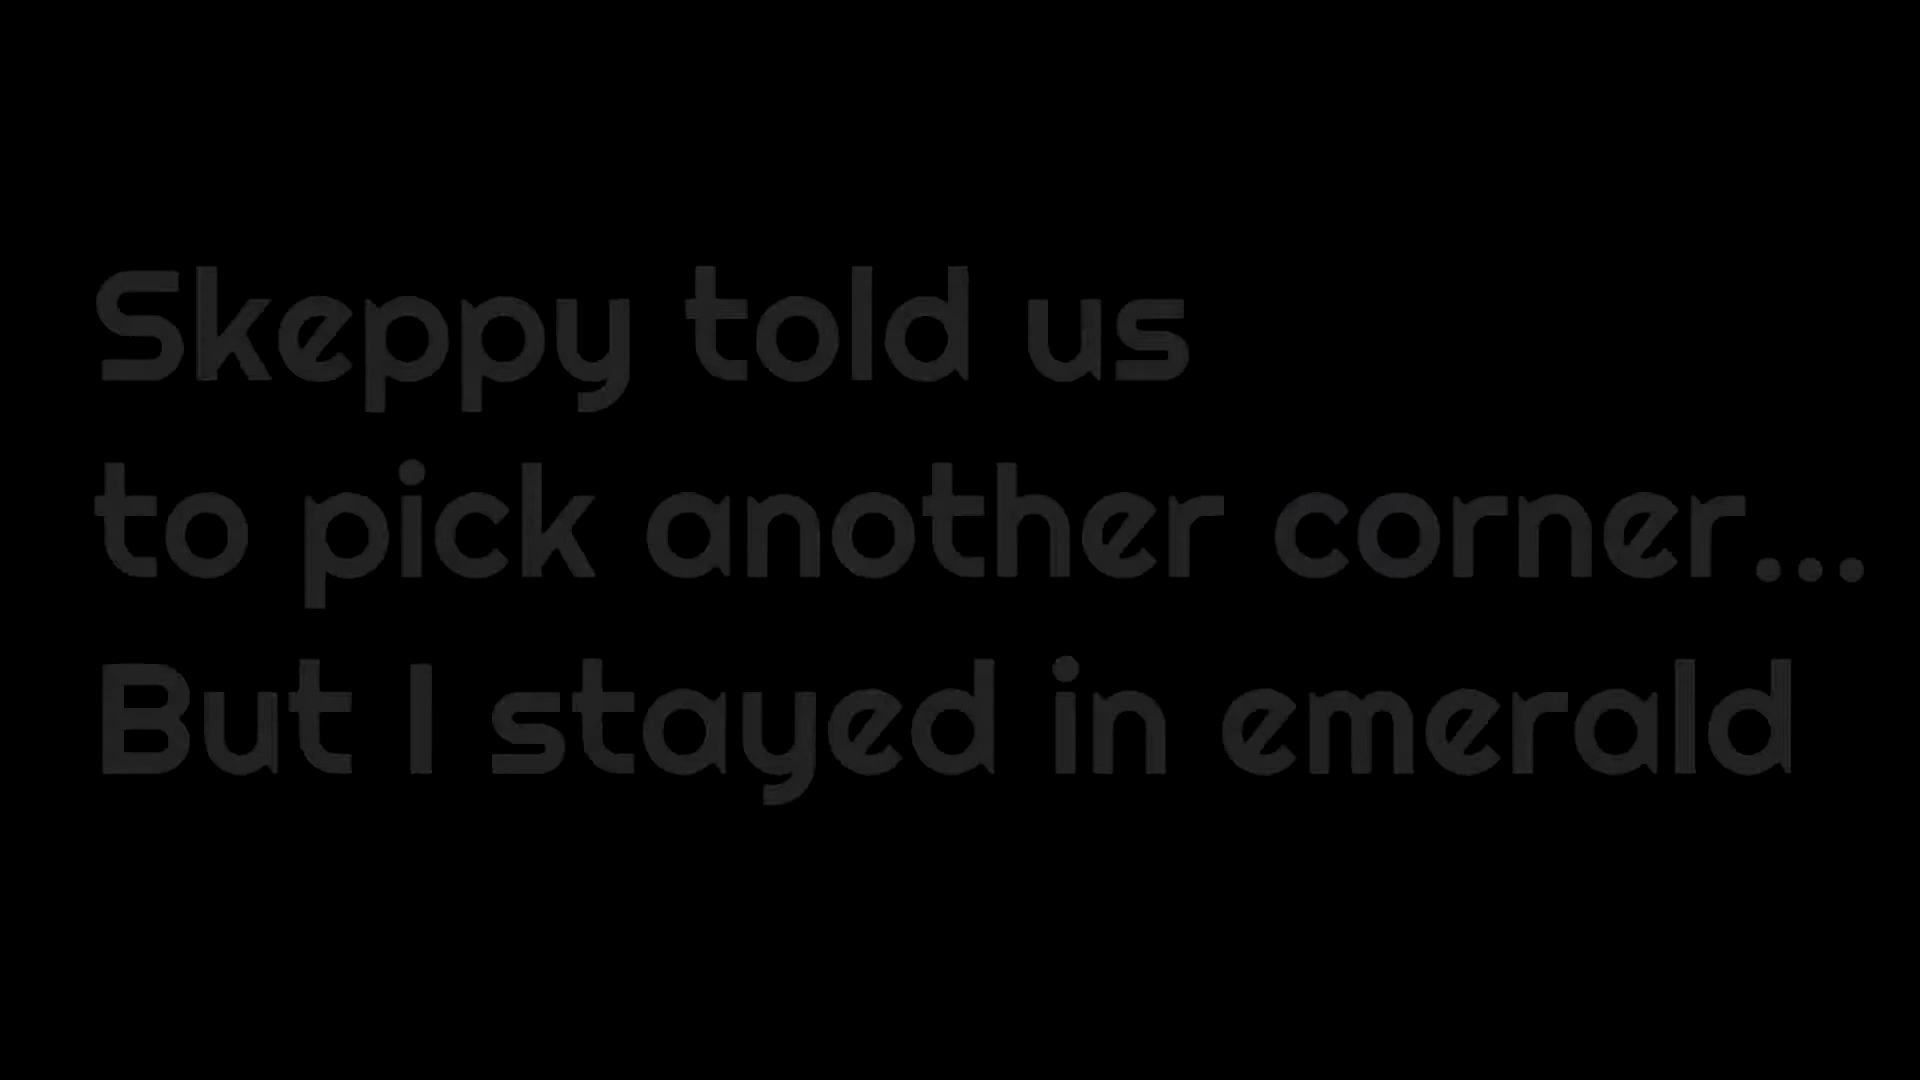 Skeppy told us
to pick another corner...
But I stayed in emerald